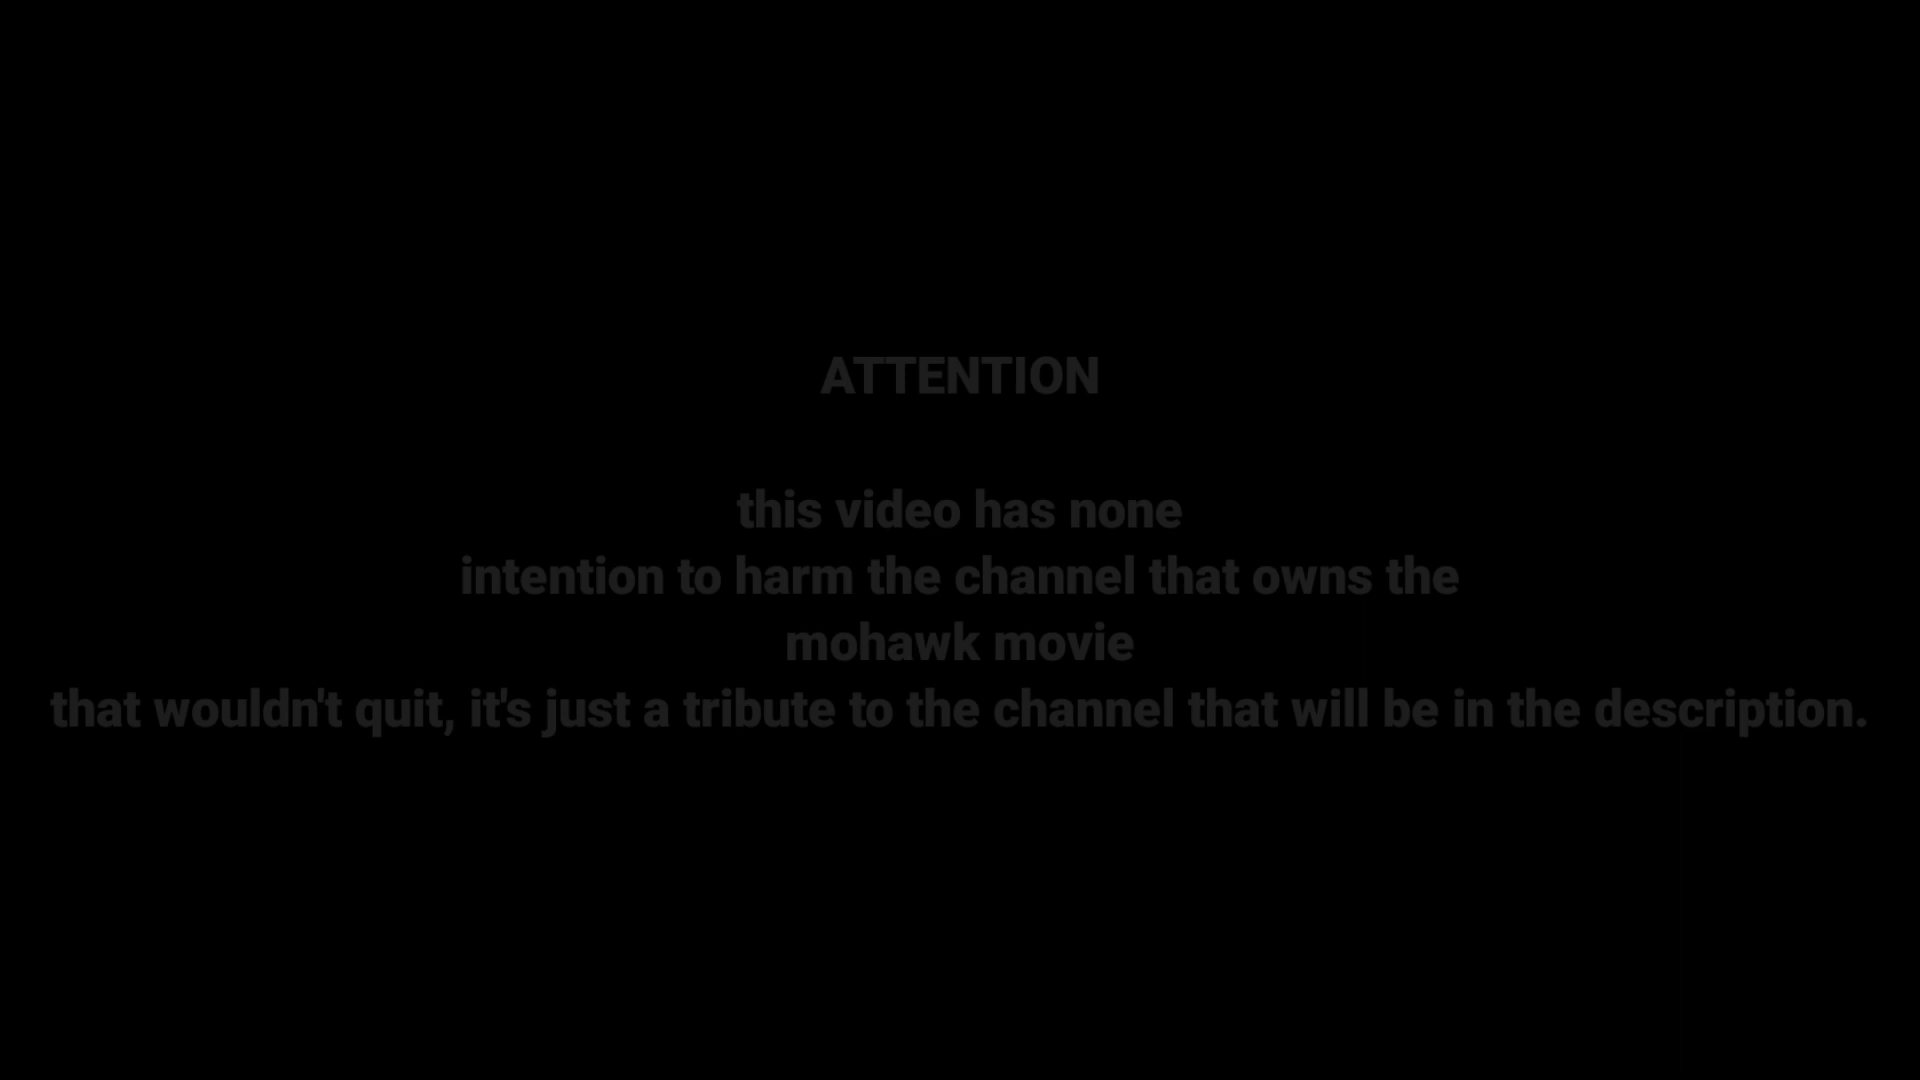 ATTENTION
this video has none
intention to harm the channel that owns the
mohawk movie
that wouldn't quit, it's just a tribute to the channel that will be in the description.